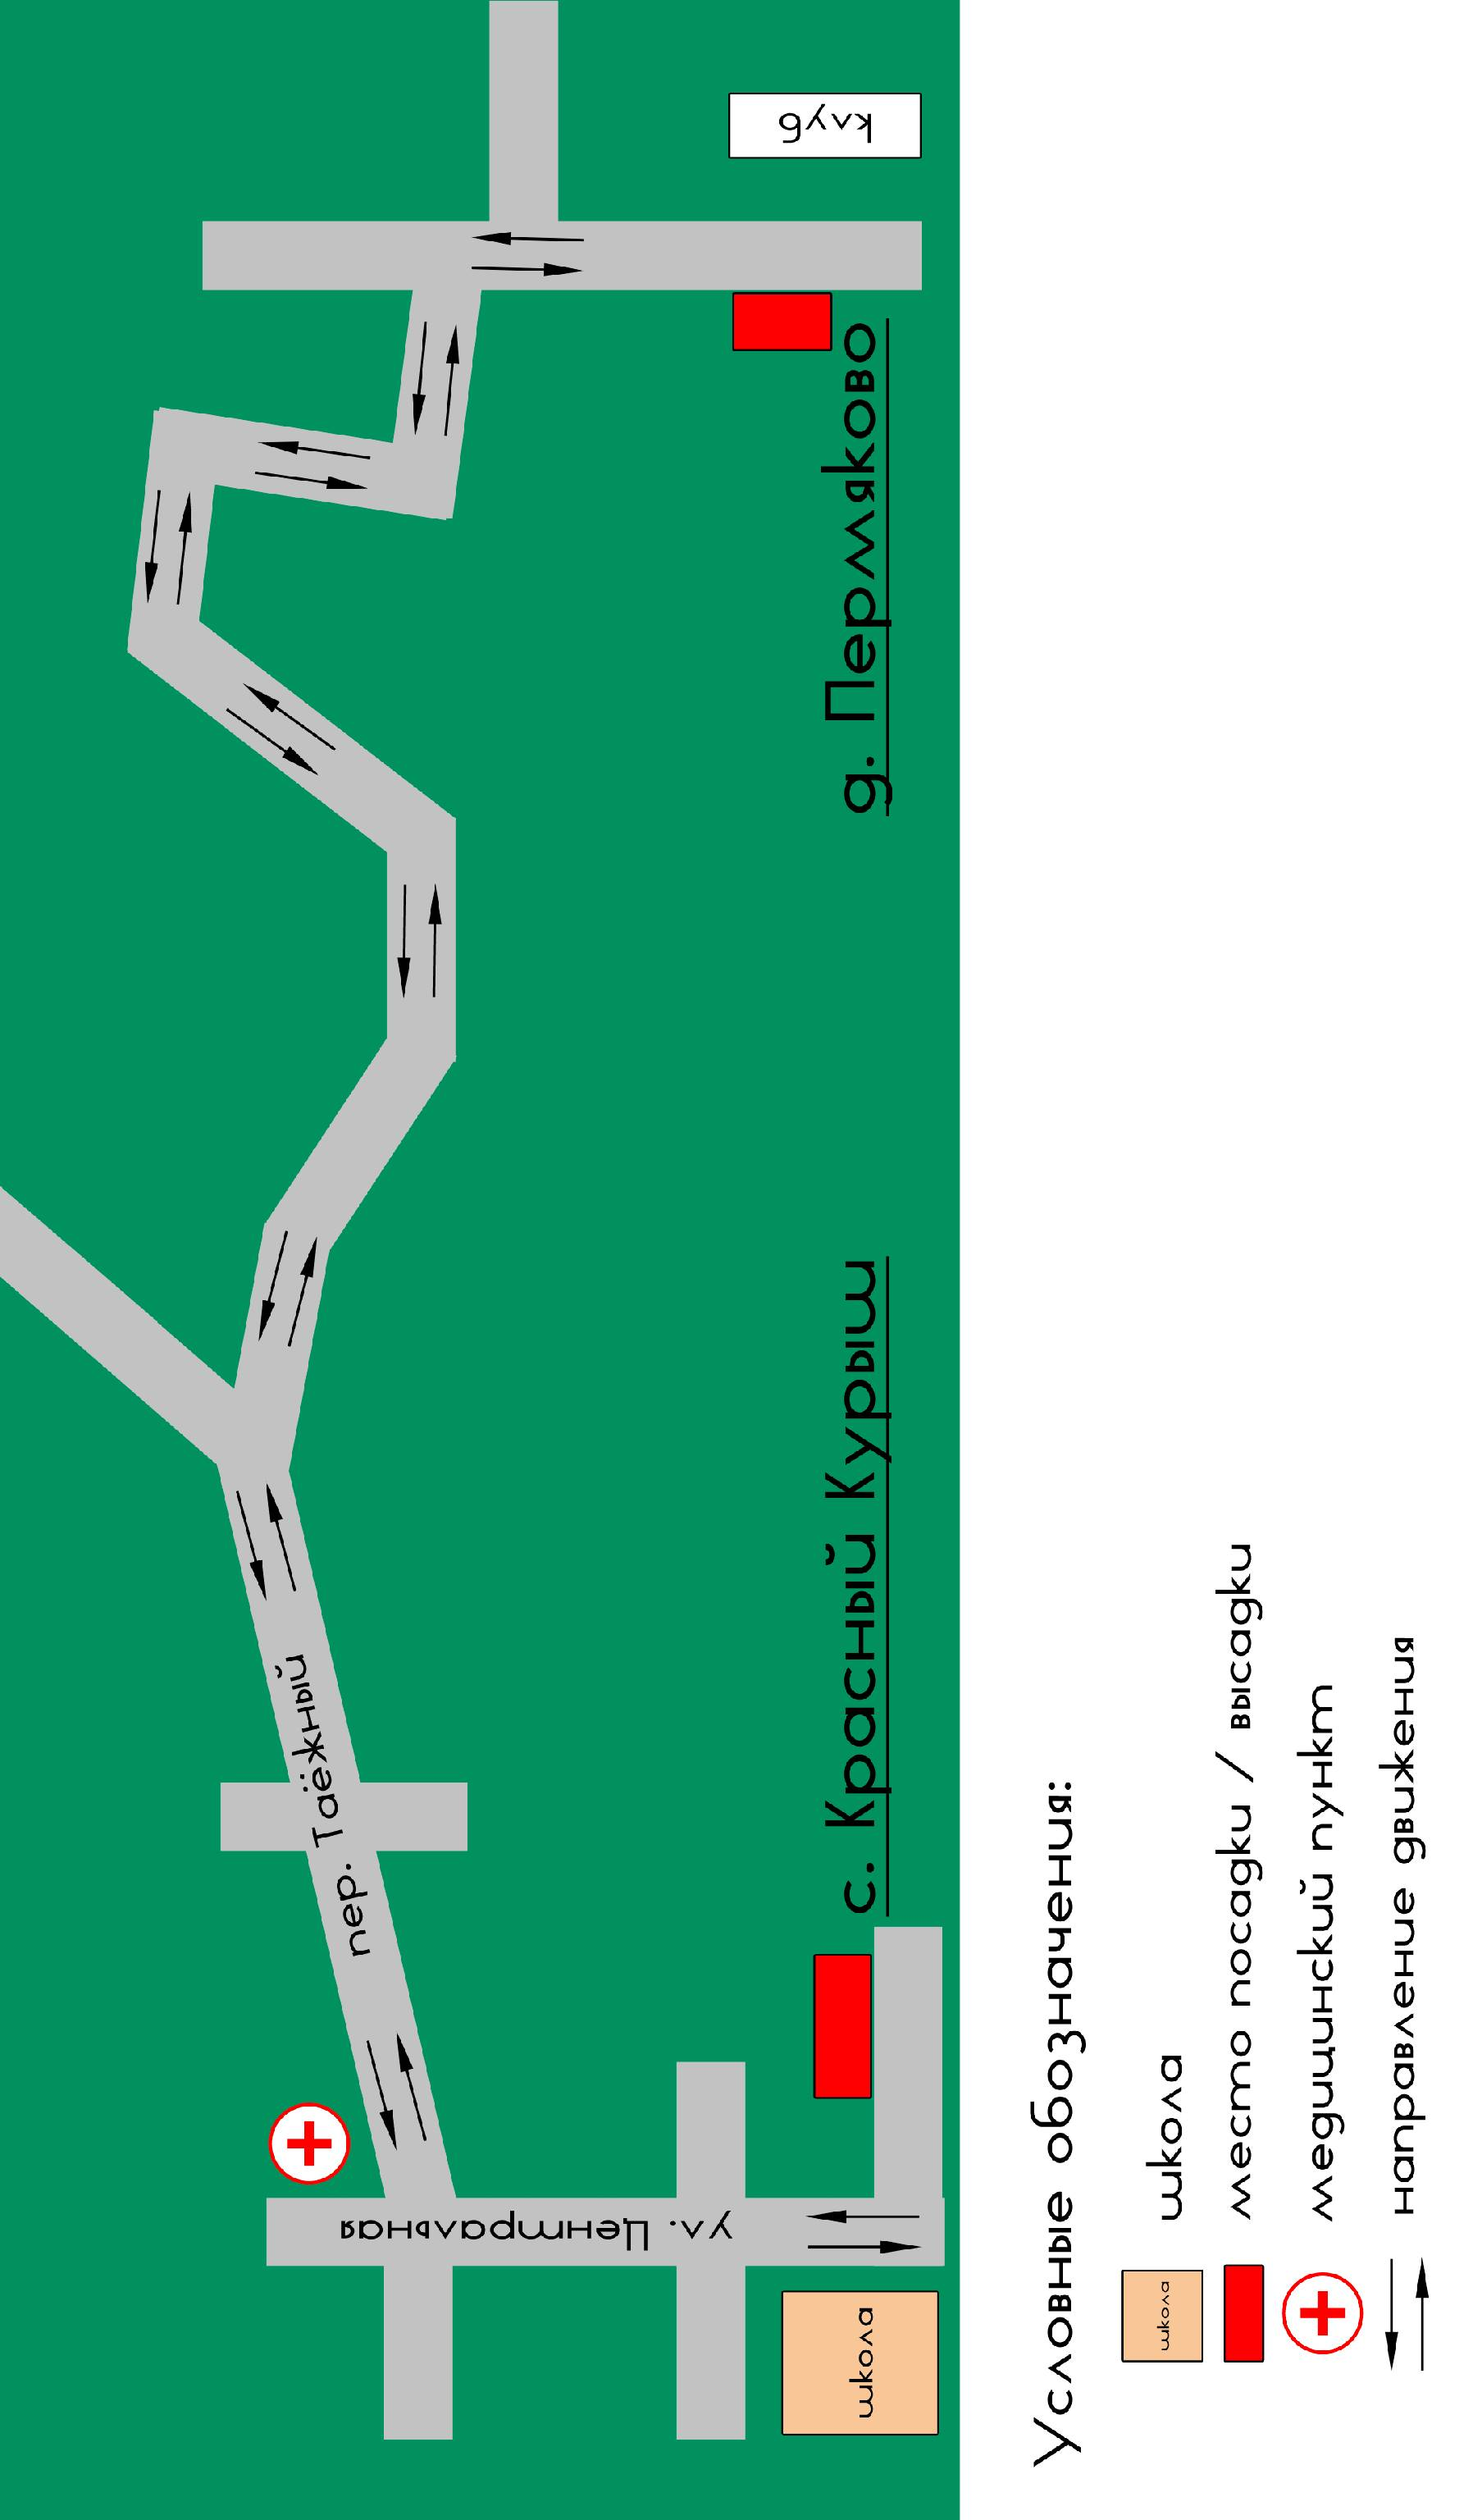 клуб
д. Пермяково
с. Красный Курыш
пер. Таёжный
ул. Центральная
школа
Условные обозначения:
школа
школа
место посадки / высадки
медицинский пункт
направление движения